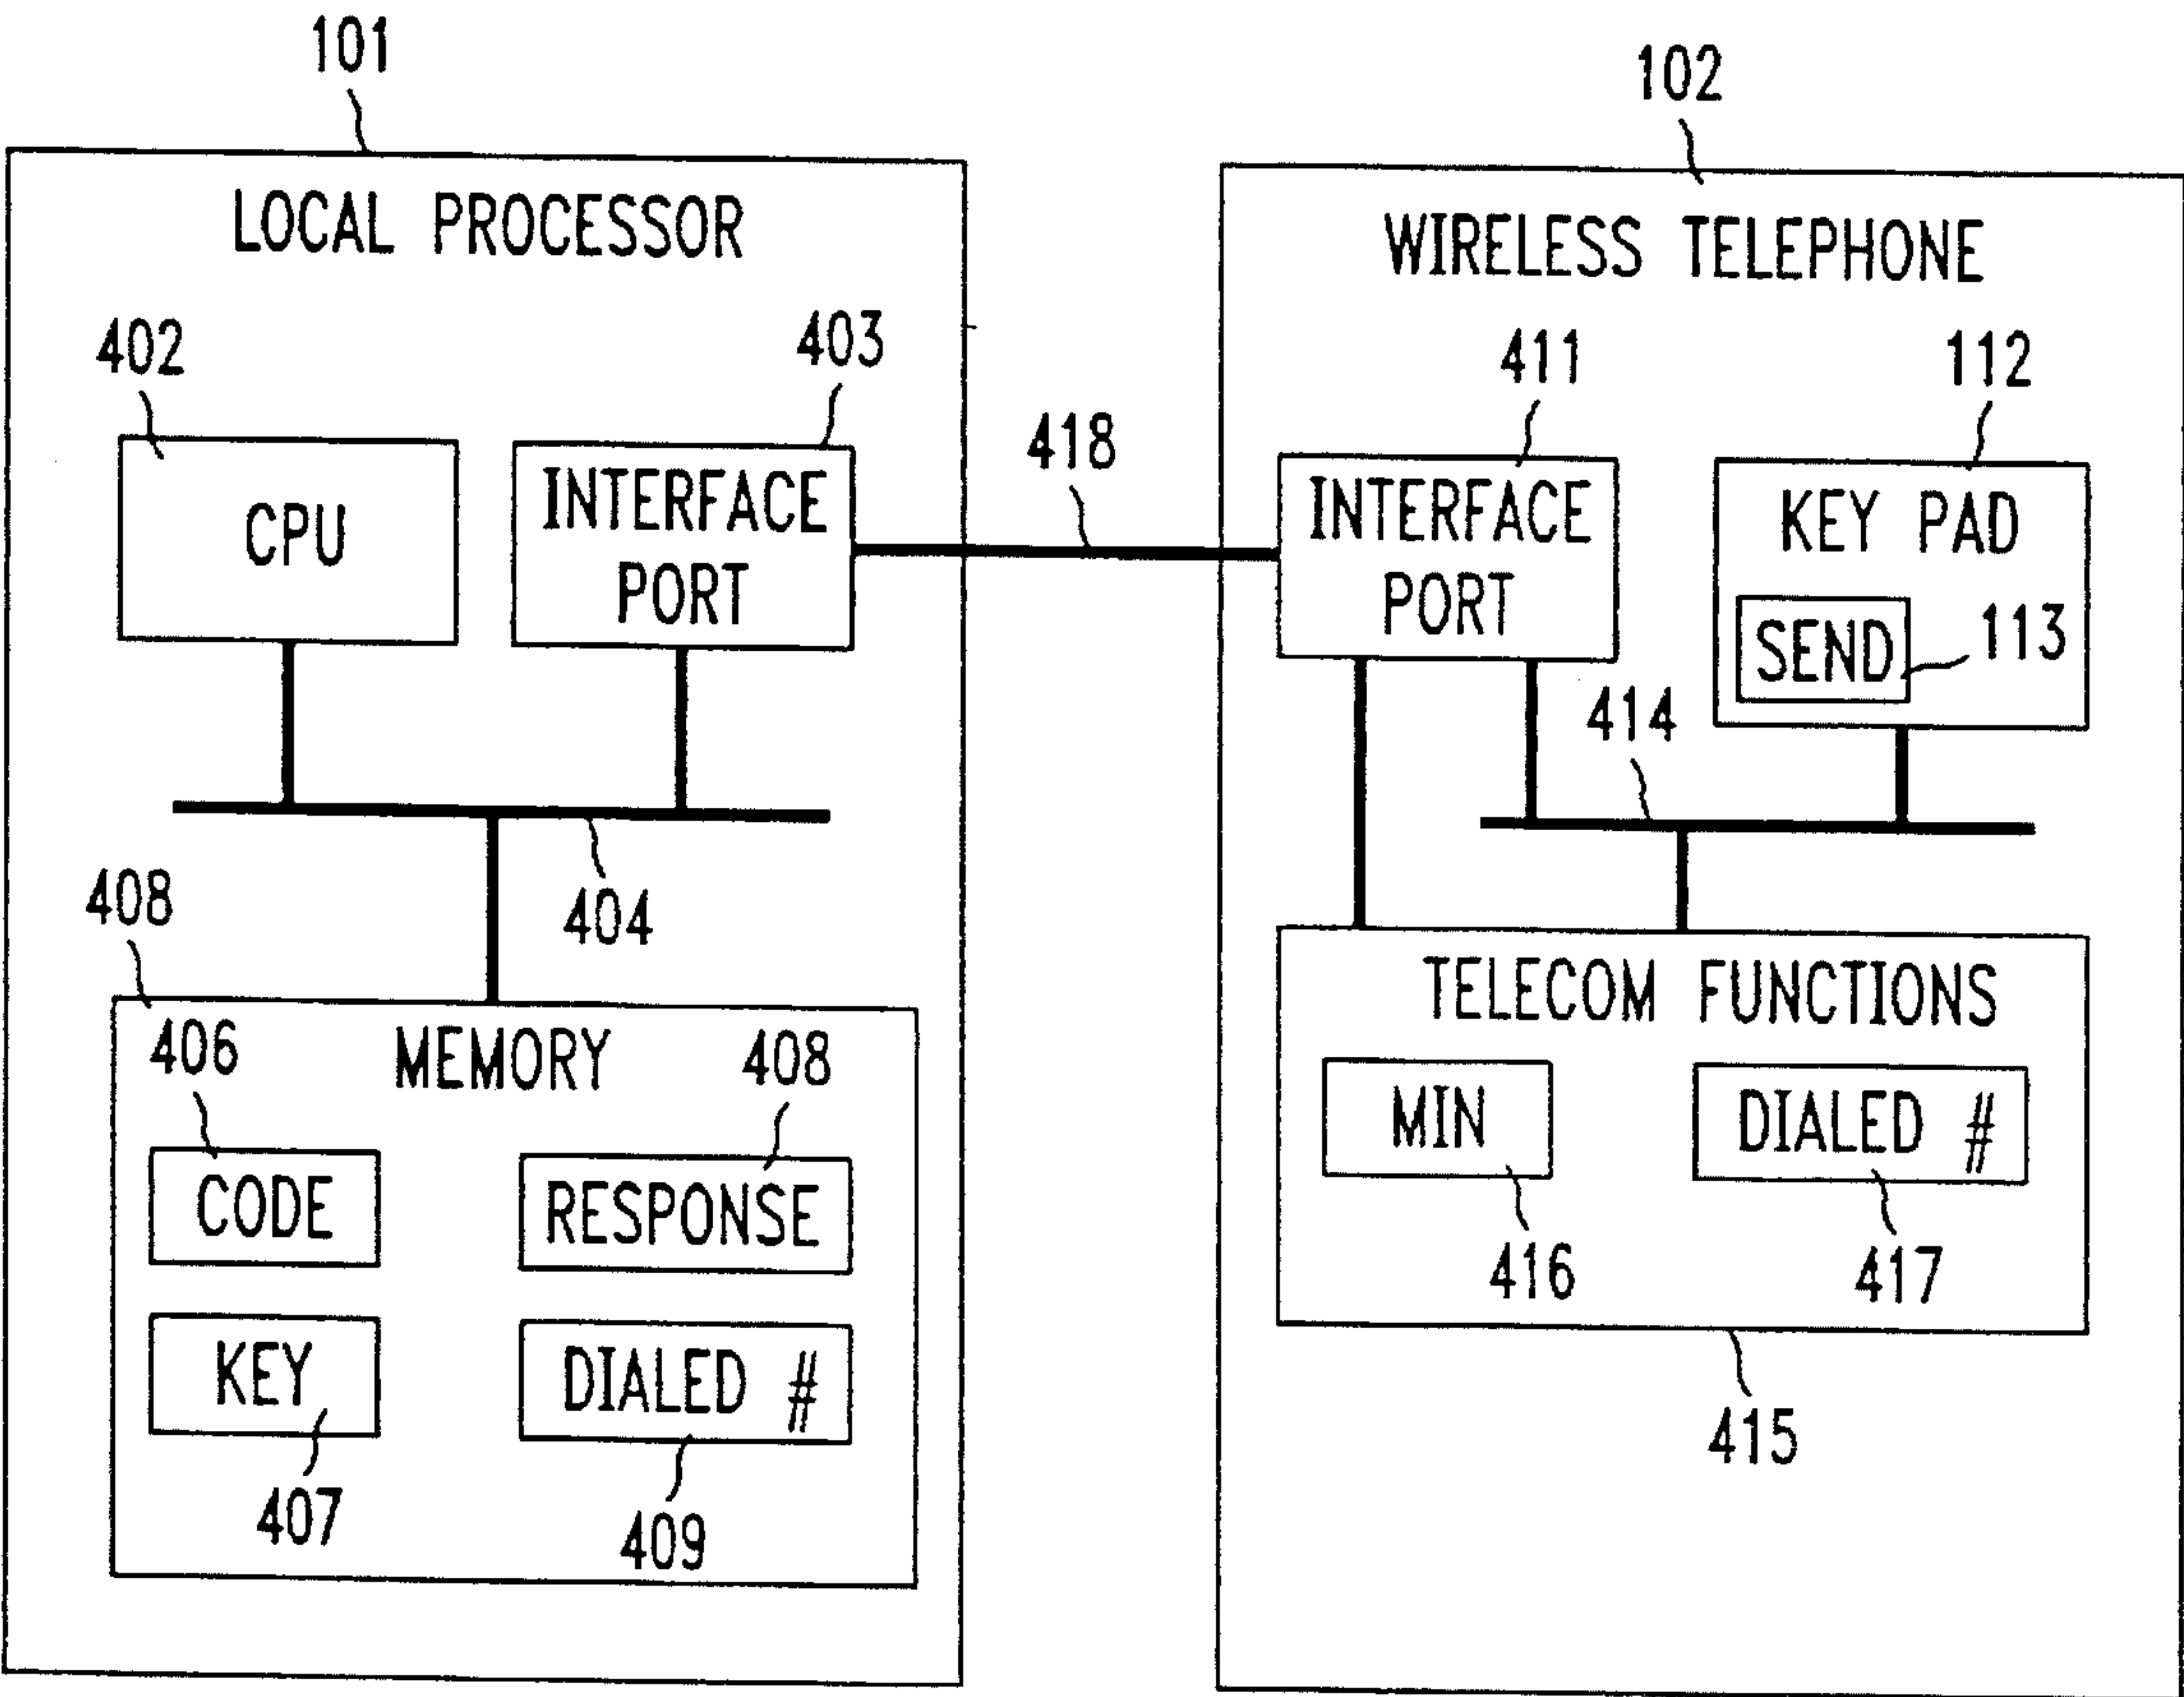 101
102
LOCAL PROCESSOR
WIRELESS TELEPHONE
402
403
411
112
CPU
INTERFACE
PORT
418
INTERFACE
PORT
KEY PAD
SEND
113
414
404
408
MEMORY
406
408
CODE
RESPONSE
KEY
DIALED #
407
409
TELECOM FUNCTIONS
MIN
DIALED #
416
417
415